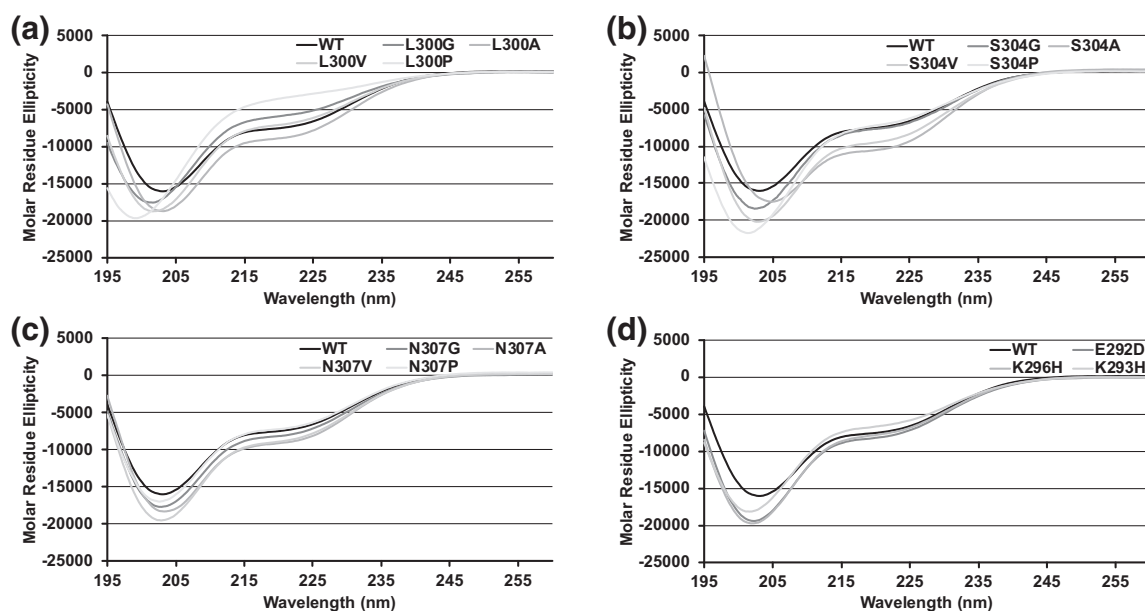 (a)
WT L300G L300A
L300V L300P
5000
0
-5000
-10000
-15000
-20000
-25000
Molar Residue Ellipticity
195 205 215 225 235 245 255
Wavelength (nm)
(b)
WT S304G S304A
S304V S304P
5000
0
-5000
-10000
-15000
-20000
-25000
Molar Residue Ellipticity
195 205 215 225 235 245 255
Wavelength (nm)
(c)
WT N307G N307A
N307V N307P
5000
0
-5000
-10000
-15000
-20000
-25000
Molar Residue Ellipticity
195 205 215 225 235 245 255
Wavelength (nm)
(d)
WT E292D
K296H K293H
5000
0
-5000
-10000
-15000
-20000
-25000
Molar Residue Ellipticity
195 205 215 225 235 245 255
Wavelength (nm)